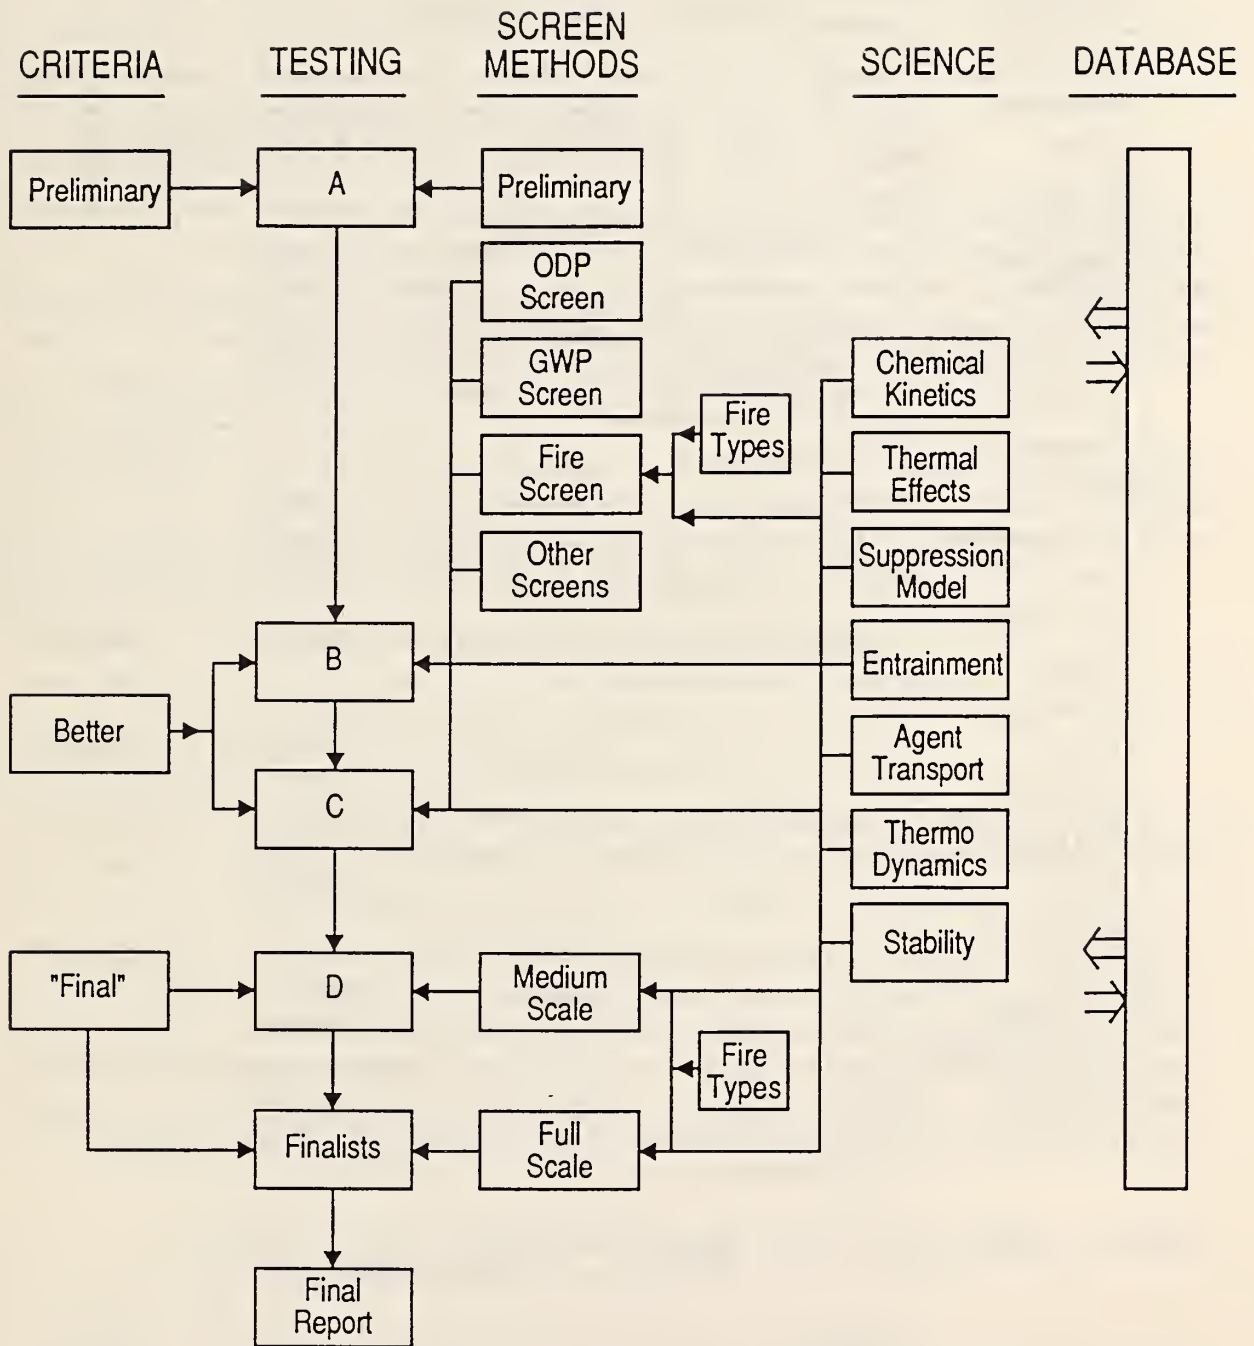 CRITERIA
TESTING
SCREEN
METHODS
SCIENCE
DATABASE
Preliminary
A
Preliminary
ODP
Screen
GWP
Screen
Fire
Screen
Fire
Types
Other
Screens
Chemical
Kinetics
Thermal
Effects
Suppression
Model
B
Entrainment
Better
C
Agent
Transport
Thermo
Dynamics
Stability
"Final"
D
Medium
Scale
Fire
Types
Finalists
Full
Scale
Final
Report